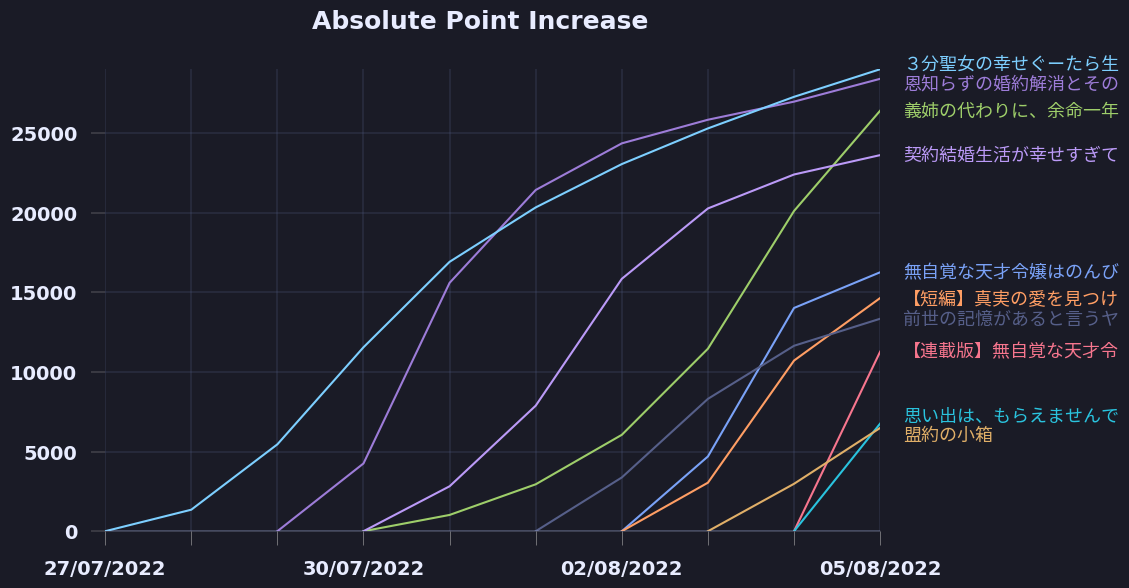 Absolute Point Increase
３分聖女の幸せぐーたら生
恩知らずの婚約解消とその
義姉の代わりに、余命一年
契約結婚生活が幸せすぎて
無自覚な天才令嬢はのんび
【短編】真実の愛を見つけ
前世の記憶があると言うヤ
【連載版】無自覚な天才令
思い出は、もらえませんで
盟約の小箱
25000
20000
15000
10000
5000
0
27/07/2022
30/07/2022
02/08/2022
05/08/2022